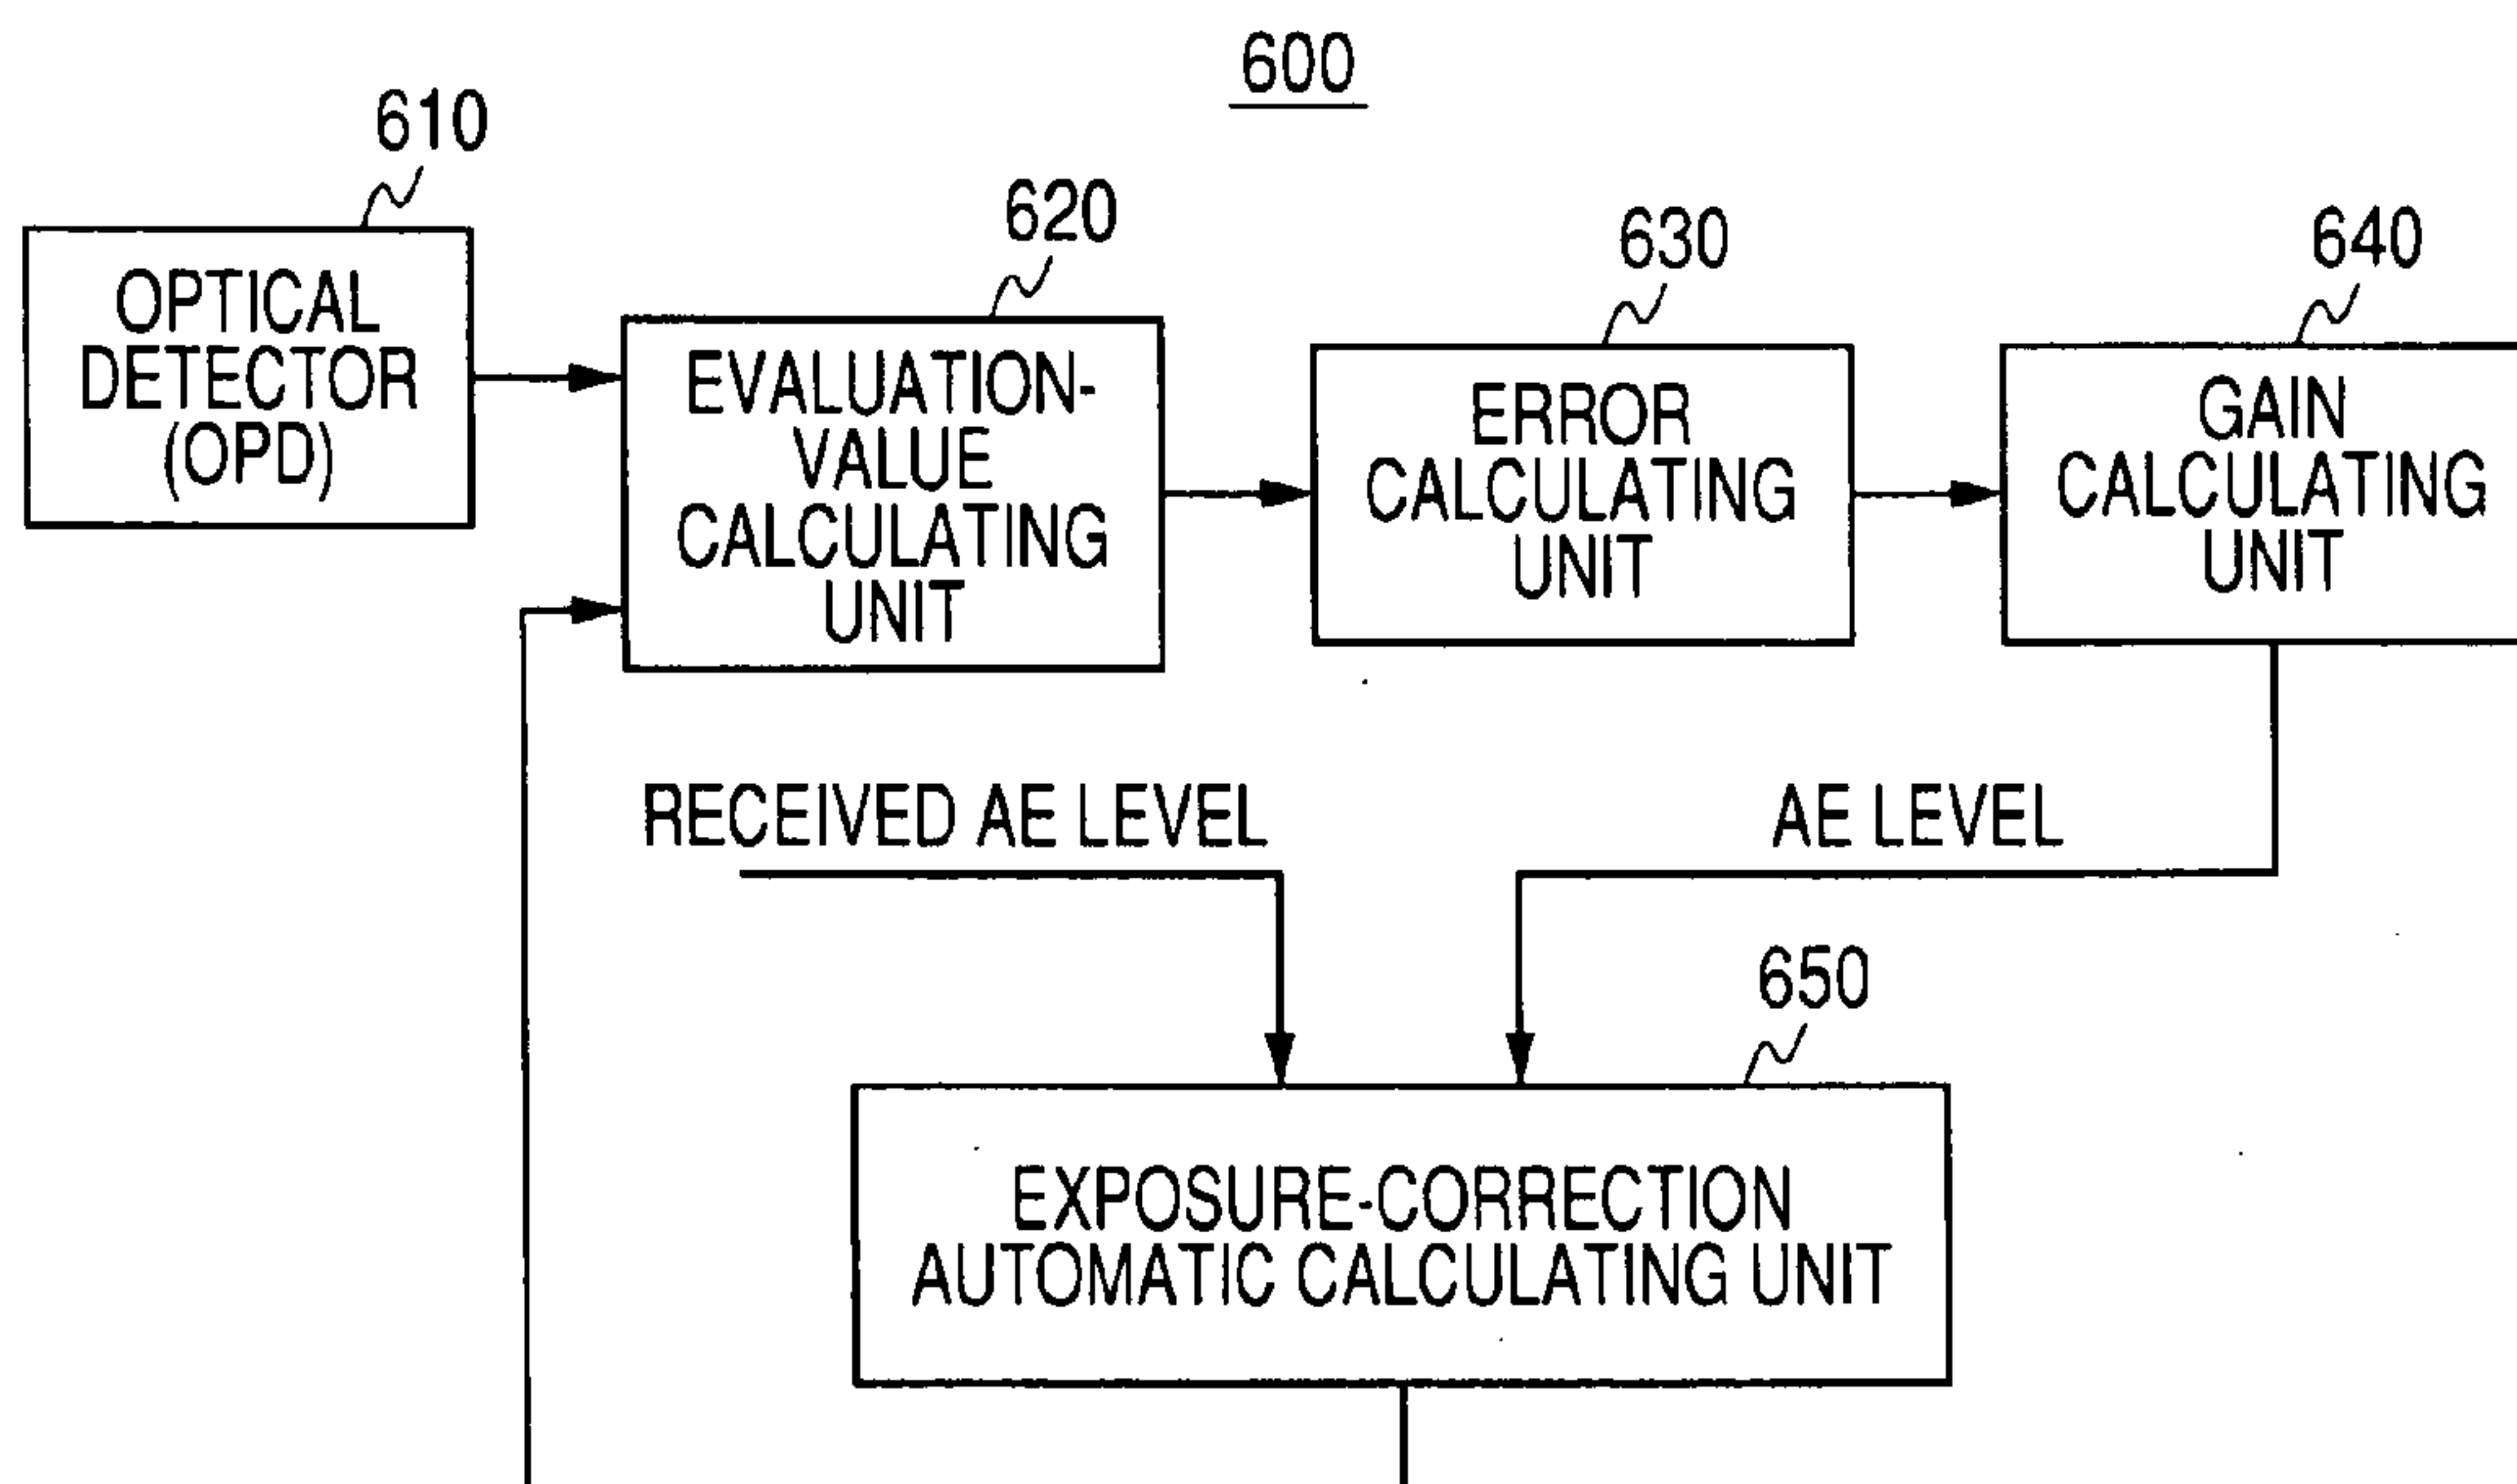 600
610
OPTICAL
DETECTOR
(OPD)
620
EVALUATION-
VALUE
CALCULATING
UNIT
630
ERROR
CALCULATING
UNIT
640
GAIN
CALCULATING
UNIT
RECEIVED AE LEVEL
AE LEVEL
650
EXPOSURE-CORRECTION
AUTOMATIC CALCULATING UNIT